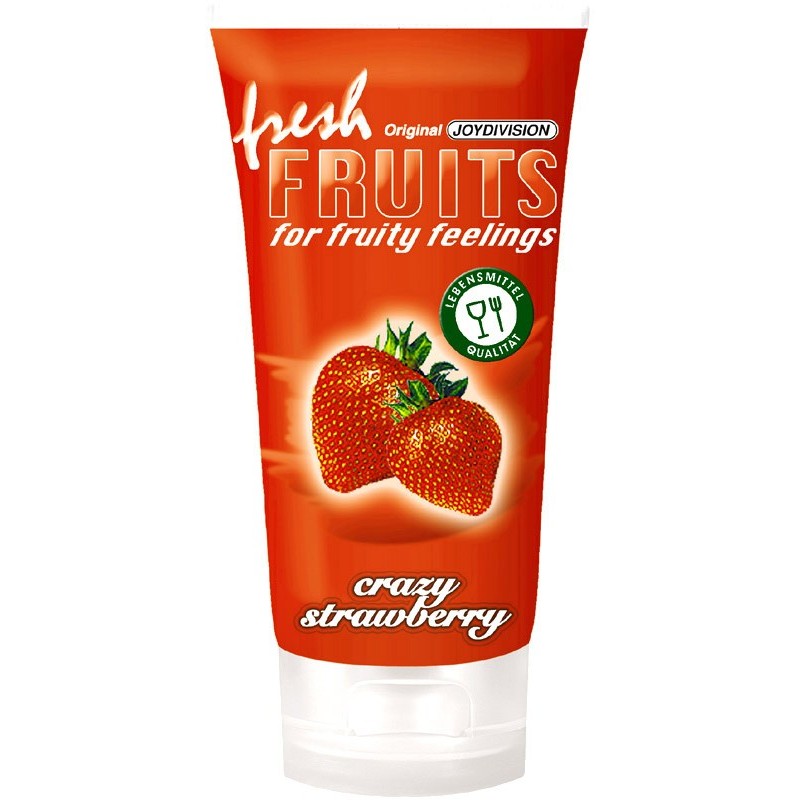 fresh
Original JOYDIVISION
FRUITS
for fruity feelings
LEBENSMITTEL
QUALITÄT
crazy
strawberry